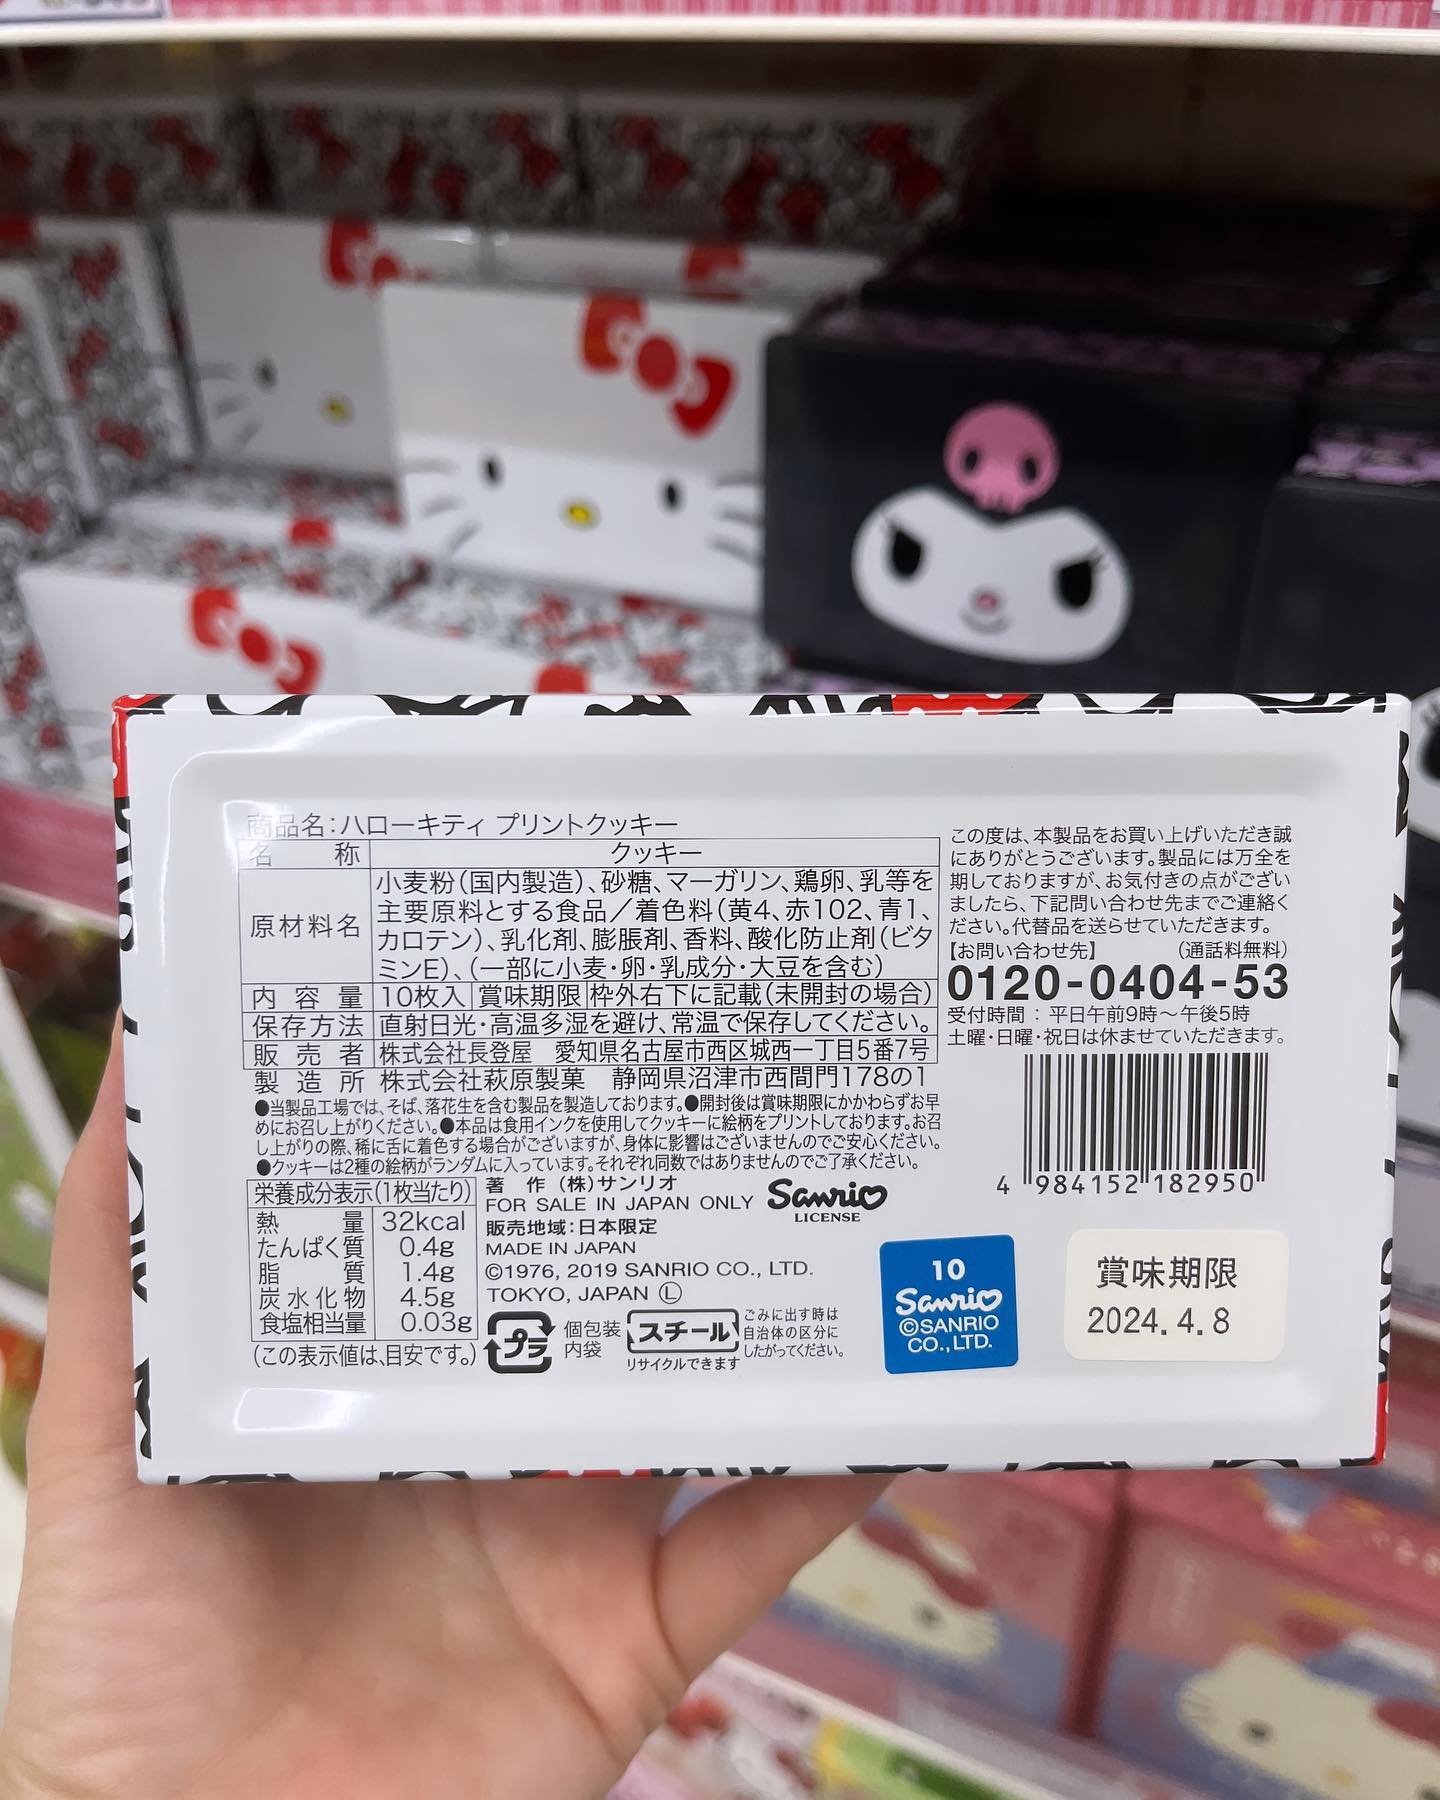 商品名:ハローキティ プリントクッキー
名称 クッキー
原材料名 小麦粉(国内製造)、砂糖、マーガリン、鶏卵、乳等を
主要原料とする食品/着色料(黄4、赤102、青1、
カロテン)、乳化剤、膨脹剤、香料、酸化防止剤(ビタ
ミンE)、(一部に小麦・卵・乳成分・大豆を含む)
内容量 10枚入 賞味期限 枠外右下に記載(未開封の場合)
保存方法 直射日光・高温多湿を避け、常温で保存してください。
販売者 株式会社長登屋 愛知県名古屋市西区城西一丁目5番7号
製造所 株式会社萩原製菓 静岡県沼津市西間門178の1
●当製品工場では、そば、落花生を含む製品を製造しております。●開封後は賞味期限にかかわらずお早
めにお召し上がりください。●本品は食用インクを使用してクッキーに絵柄をプリントしております。お召
し上がりの際、稀に舌に着色する場合がございますが、身体に影響はございませんのでご安心ください。
●クッキーは2種の絵柄がランダムに入っています。それぞれ同数ではありませんのでご了承ください。
栄養成分表示(1枚当たり)
熱量 32kcal
たんぱく質 0.4g
脂質 1.4g
炭水化物 4.5g
食塩相当量 0.03g
(この表示値は、目安です。)
著作(株)サンリオ
FOR SALE IN JAPAN ONLY
販売地域:日本限定
MADE IN JAPAN
©1976, 2019 SANRIO CO., LTD.
TOKYO, JAPAN Ⓛ
Sanrio
LICENSE
プラ
個包装
内袋
スチール
リサイクルできます
ごみに出す時は
自治体の区分に
したがってください。
この度は、本製品をお買い上げいただき誠
にありがとうございます。製品には万全を
期しておりますが、お気付きの点がござい
ましたら、下記問い合わせ先までご連絡く
ださい。代替品を送らせていただきます。
【お問い合わせ先】 (通話料無料)
0120-0404-53
受付時間:平日午前9時〜午後5時
土曜・日曜・祝日は休ませていただきます。
4 984152 182950
10
Sanrio
©SANRIO
CO.,LTD.
賞味期限
2024.4.8